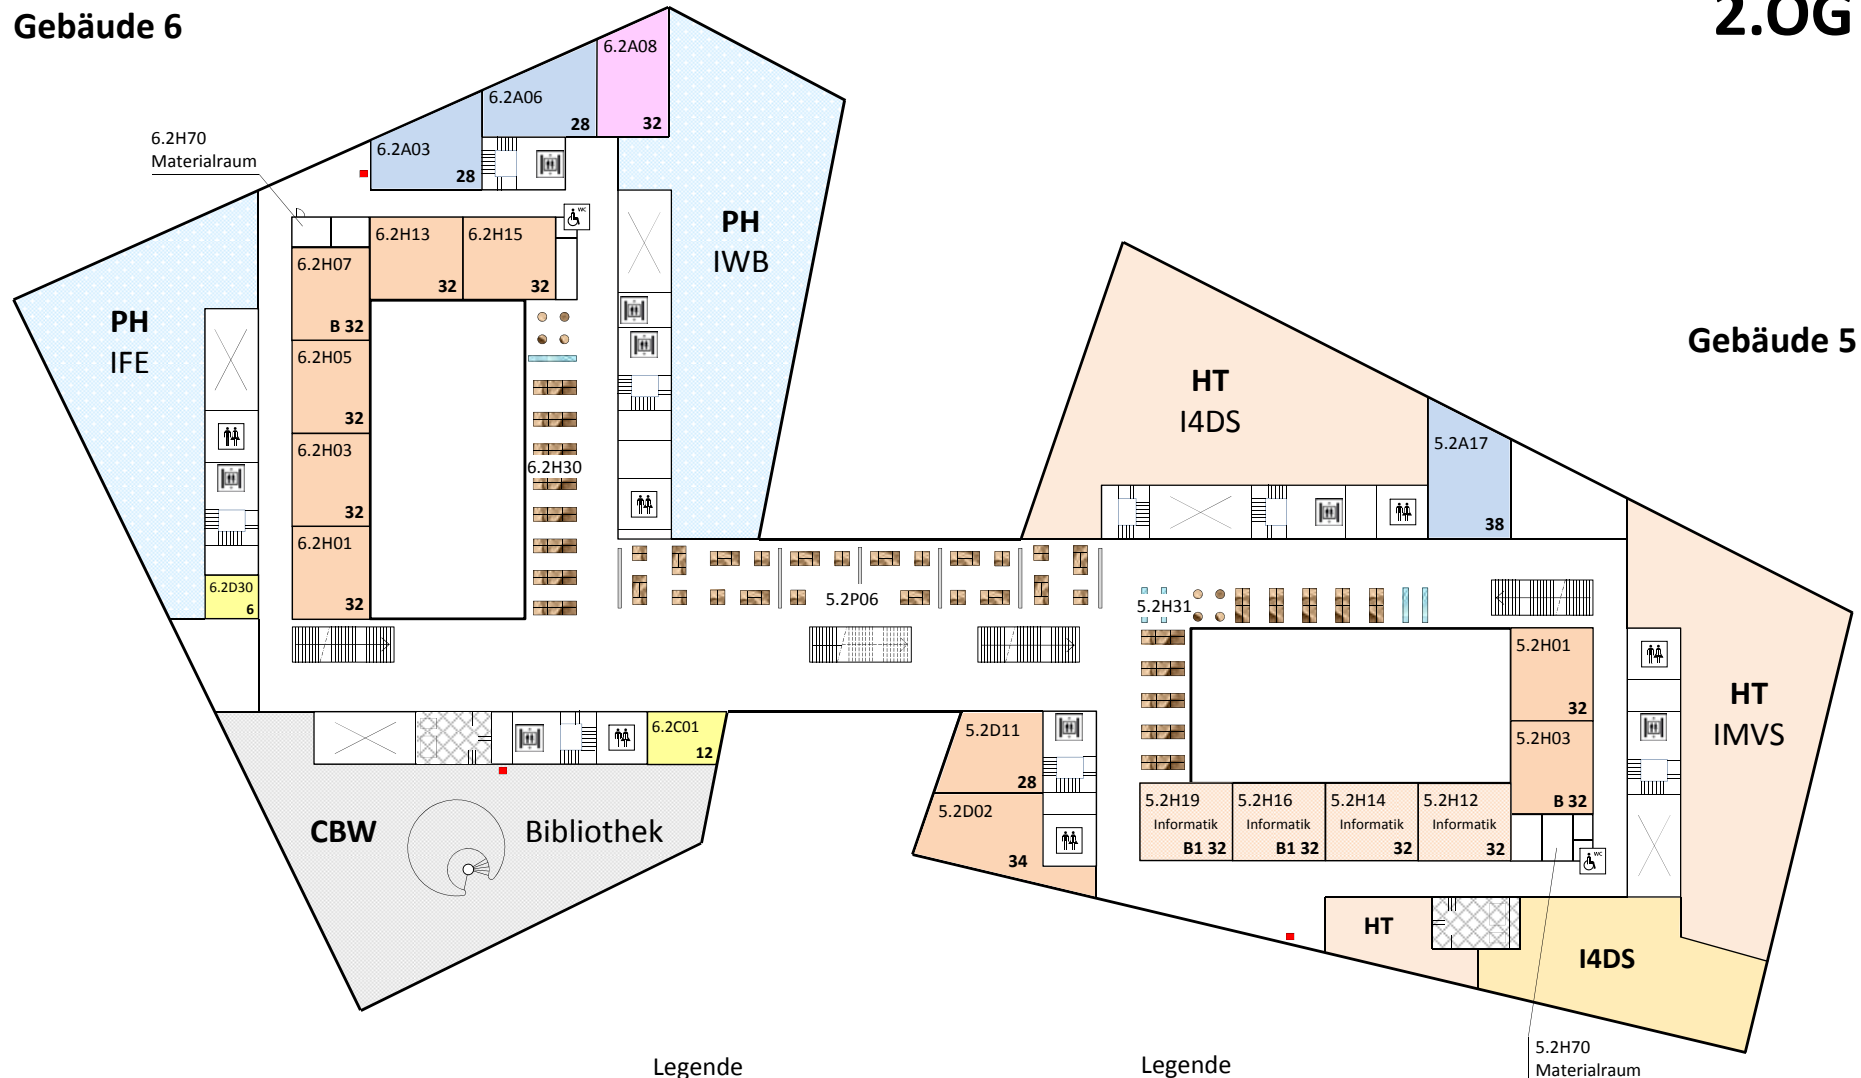 Gebäude 6
2.OG
6.2A08
32
6.2A06
28
6.2A03
28
6.2H70
Materialraum
WC
6.2H13
32
6.2H15
32
6.2H07
B 32
6.2H05
32
6.2H03
32
6.2H01
32
PH
IFE
PH
IWB
6.2H30
6.2D30
6
5.2P06
Gebäude 5
HT
I4DS
5.2A17
38
5.2H31
5.2H01
32
5.2H03
B 32
HT
IMVS
6.2C01
12
CBW
Bibliothek
5.2D11
28
5.2D02
34
5.2H19
Informatik
B1 32
5.2H16
Informatik
B1 32
5.2H14
Informatik
32
5.2H12
Informatik
32
WC
HT
I4DS
5.2H70
Materialraum
Legende
Legende